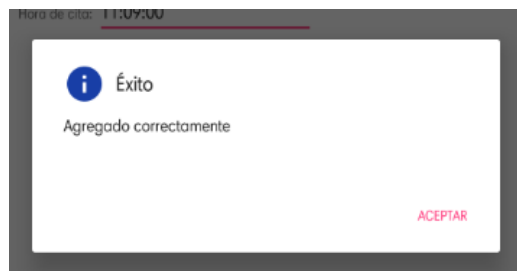 Hora de cita: 11:09:00
Éxito
Agregado correctamente
ACEPTAR